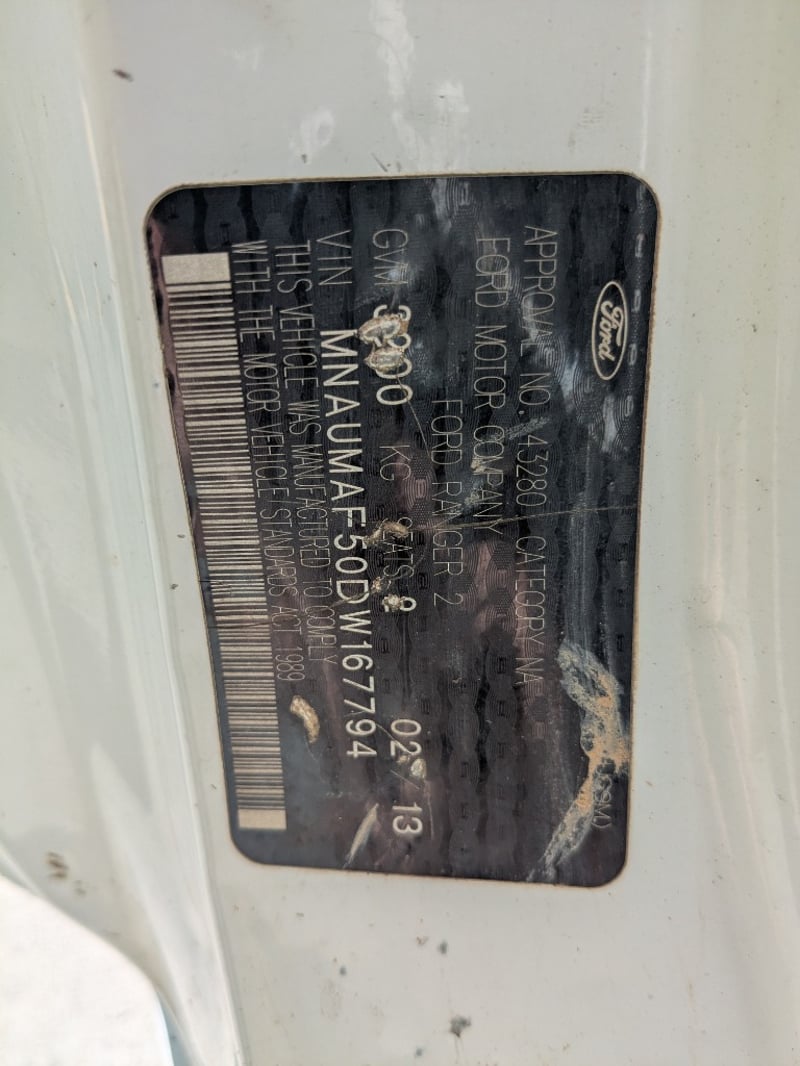 Ford
APPROVAL NO. 43280 CATEGORY NA
FORD MOTOR COMPANY
FORD RANGER 2
GVM 3200 KG SEATS 2 02/13
VIN MNAUMAF50DW167794
THIS VEHICLE WAS MANUFACTURED TO COMPLY
WITH THE MOTOR VEHICLE STANDARDS ACT 1989